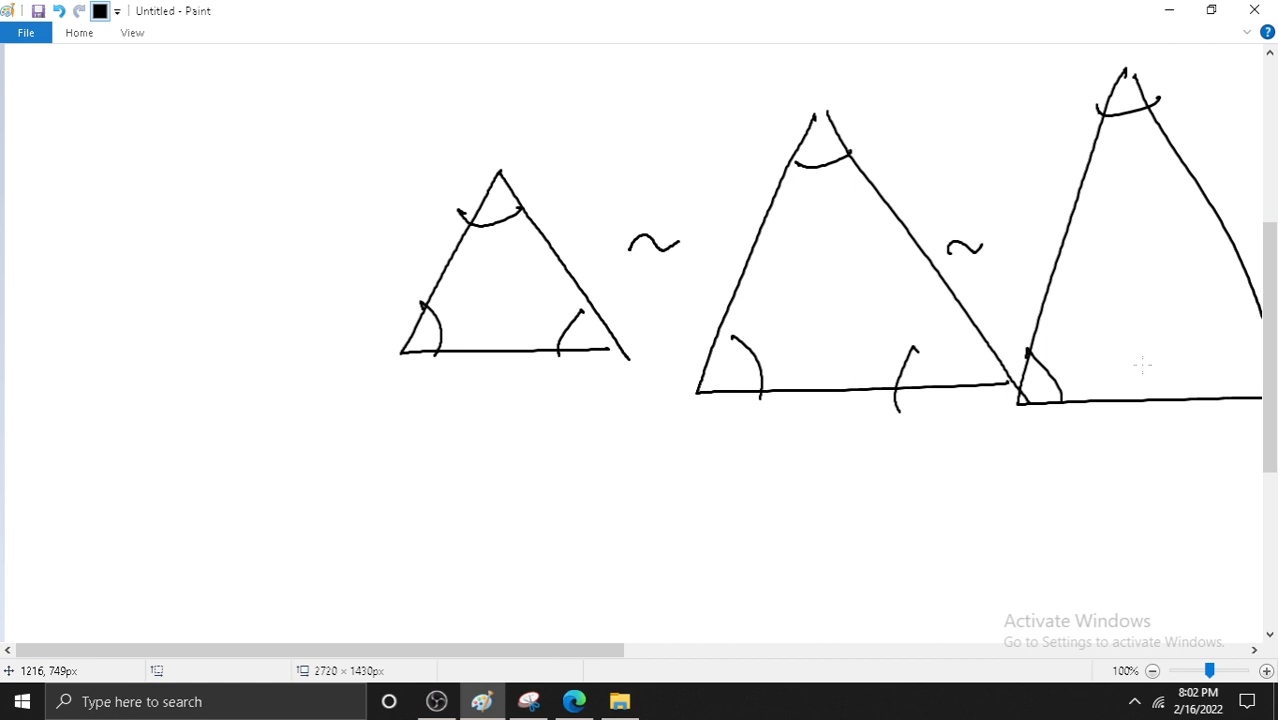 Untitled - Paint
File Home View
~ ~
Activate Windows
Go to Settings to activate Windows.
1216, 749px 2720 × 1430px 100%
Type here to search
8:02 PM
2/16/2022